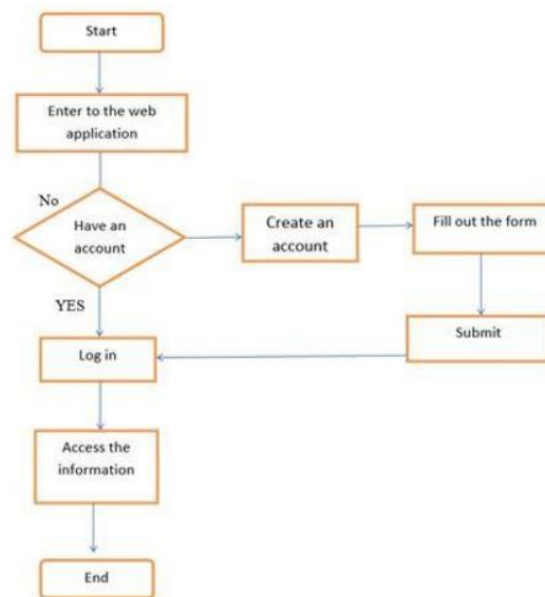 Start
Enter to the web
application
No
Have an
account
Create an
account
Fill out the form
YES
Submit
Log in
Access the
information
End